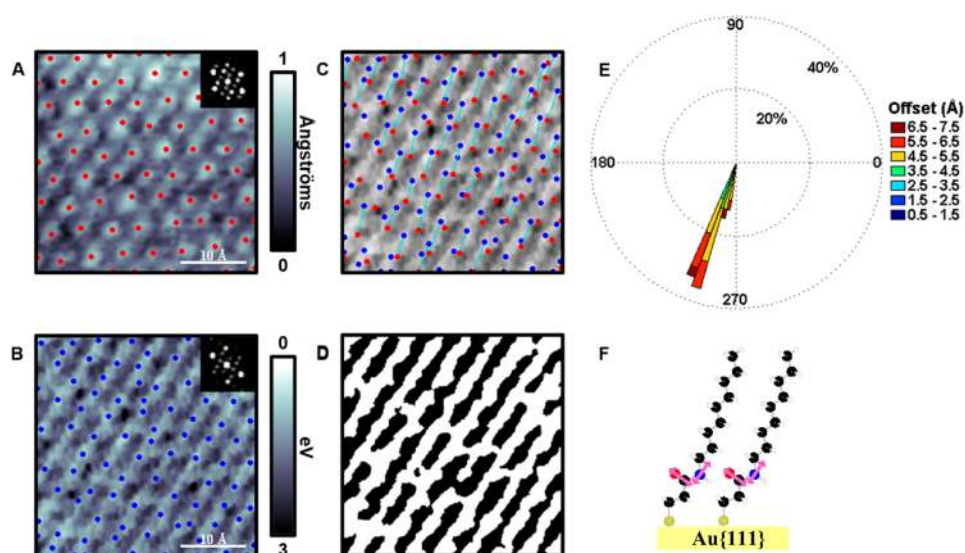 A
10 Å
1
Angströms
0
C
90
40%
20%
180
0
270
E
Offset (Å)
6.5 - 7.5
5.5 - 6.5
4.5 - 5.5
3.5 - 4.5
2.5 - 3.5
1.5 - 2.5
0.5 - 1.5
B
10 Å
0
eV
3
D
F
Au{111}